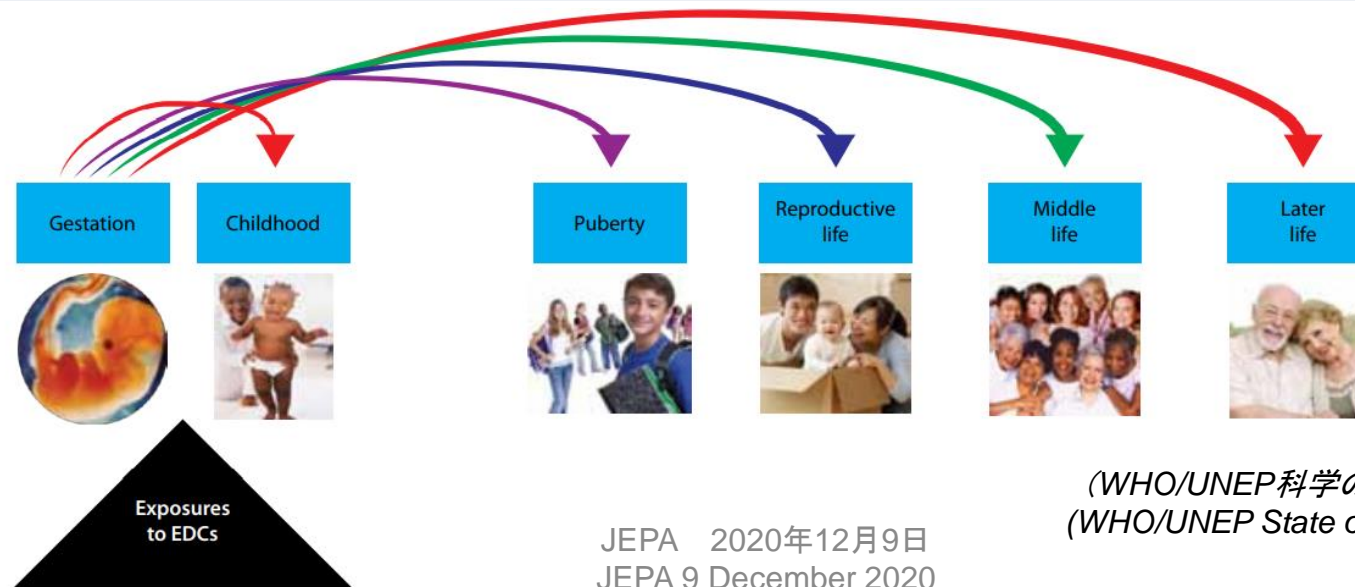 Gestation
Childhood
Puberty
Reproductive
life
Middle
life
Later
life
Exposures
to EDCs
(WHO/UNEP科学の
(WHO/UNEP State o
JEPA 2020年12月9日
JEPA 9 December 2020